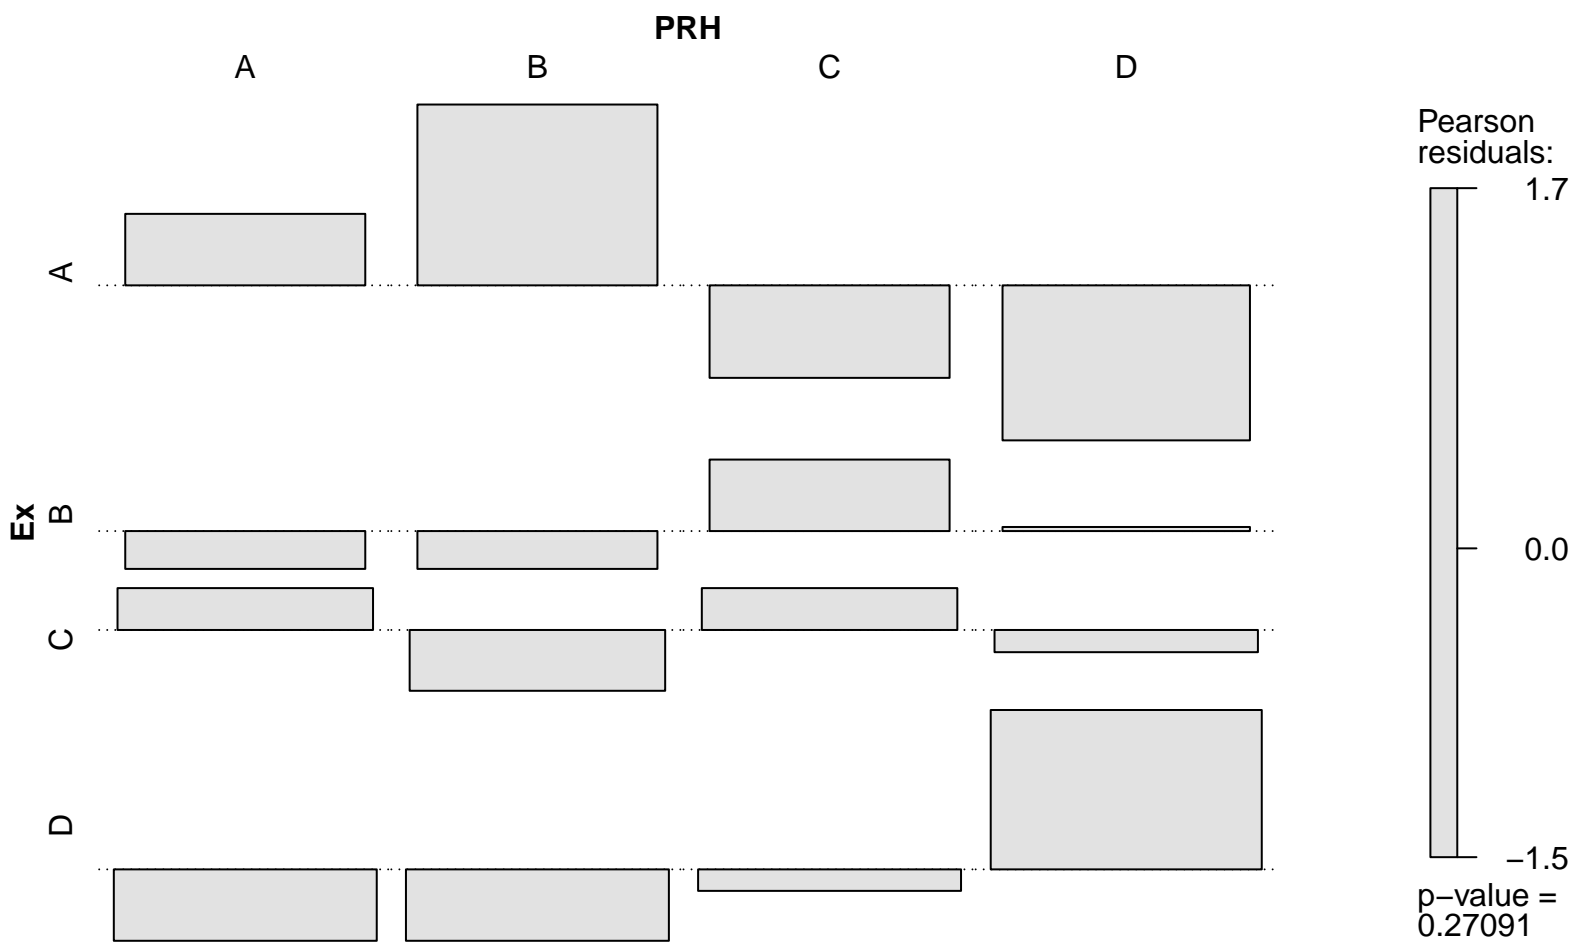 PRH
A B C D
Pearson
residuals:
1.7
A
Ex
B
0.0
C
D
−1.5
p−value =
0.27091